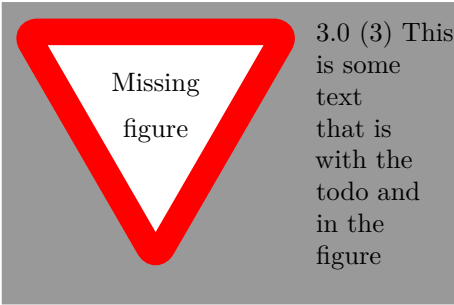 Missing
figure
3.0 (3) This
is some
text
that is
with the
todo and
in the
figure